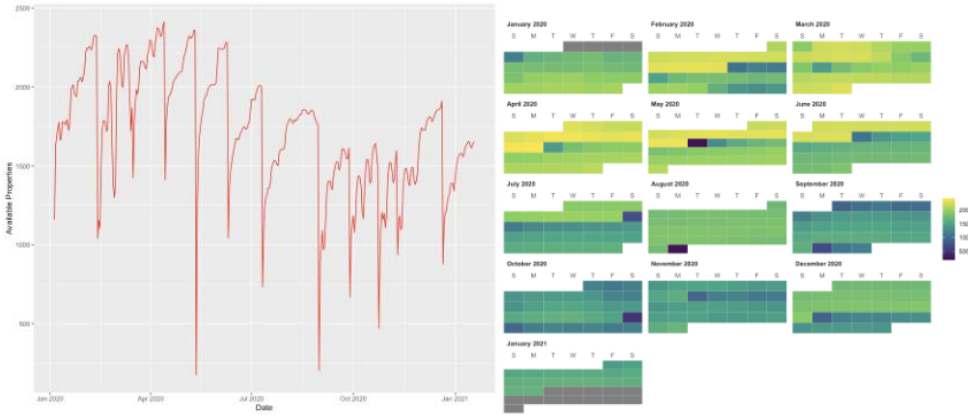 2500
2000
1500
1000
500
Available Properties
Jan 2020
Apr 2020
Jul 2020
Oct 2020
Jan 2021
Date
January 2020
S M T W T F S
February 2020
S M T W T F S
March 2020
S M T W T F S
April 2020
S M T W T F S
May 2020
S M T W T F S
June 2020
S M T W T F S
July 2020
S M T W T F S
August 2020
S M T W T F S
September 2020
S M T W T F S
October 2020
S M T W T F S
November 2020
S M T W T F S
December 2020
S M T W T F S
January 2021
S M T W T F S